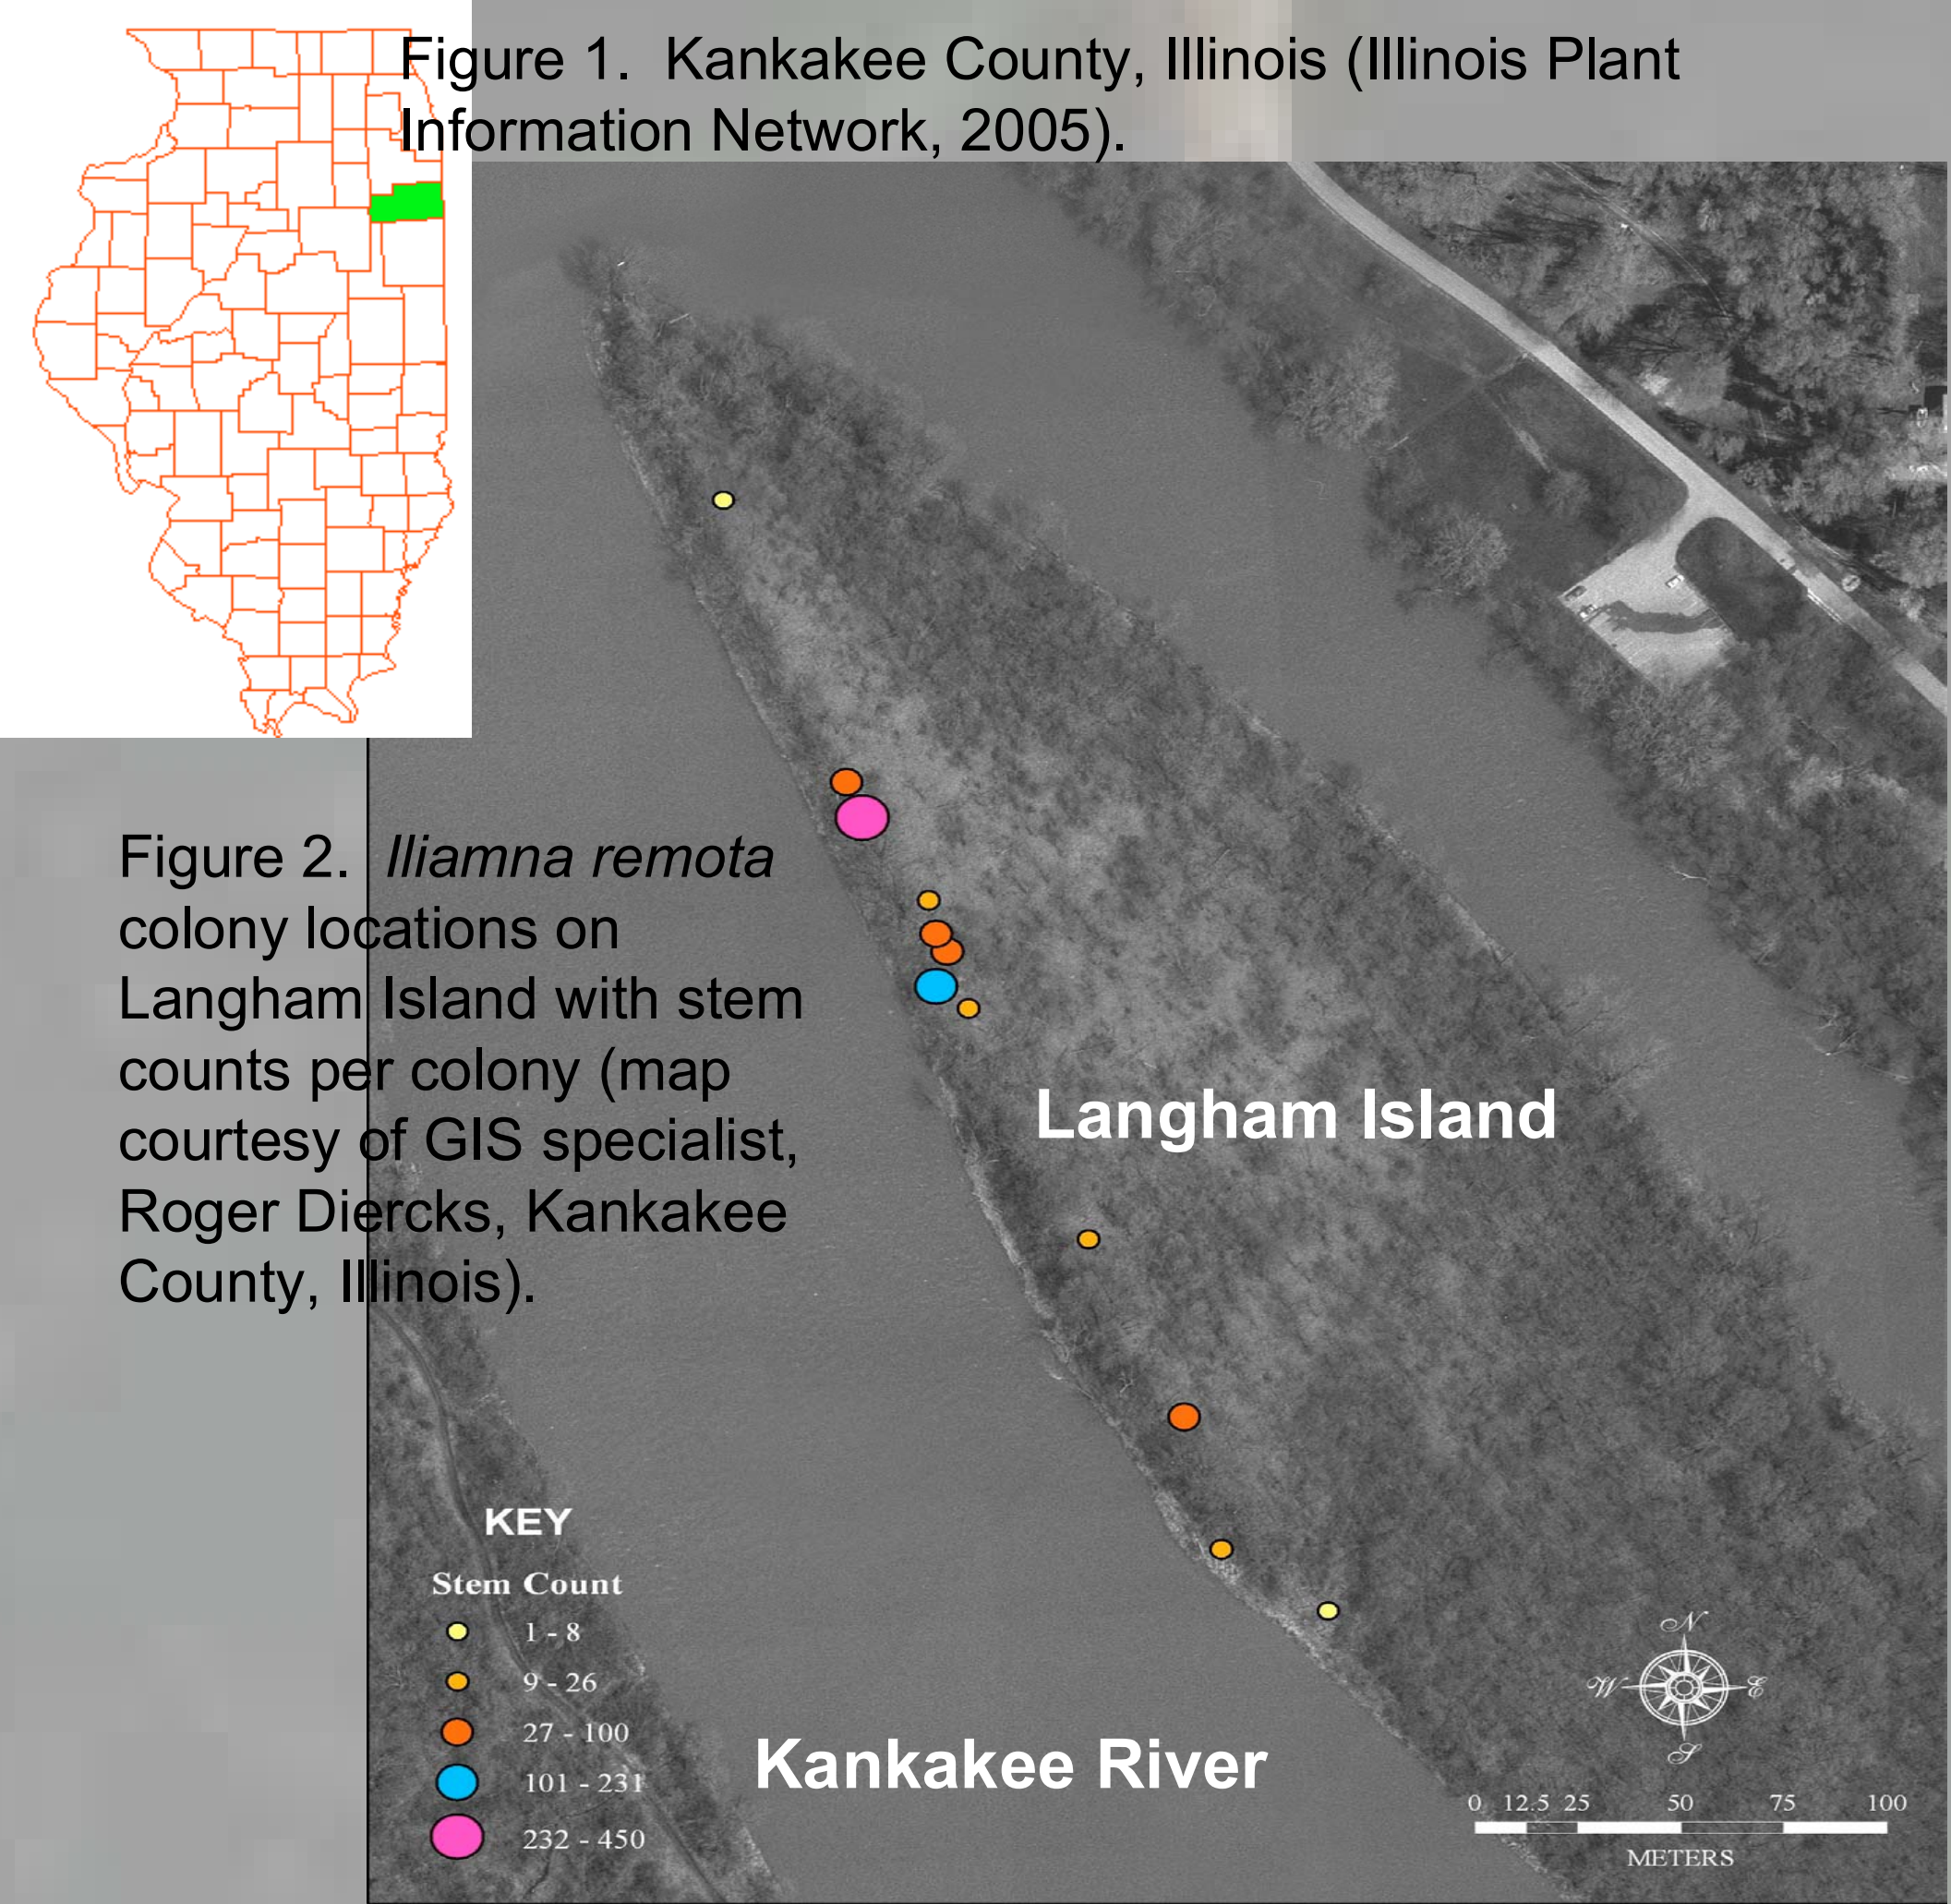 Figure 1.  Kankakee County, Illinois (Illinois Plant
Information Network, 2005).
Figure 2.  Iliamna remota
colony locations on
Langham Island with stem
counts per colony (map
courtesy of GIS specialist,
Roger Diercks, Kankakee
County, Illinois).
Langham Island
KEY
Stem Count
1 - 8
9 - 26
27 - 100
101 - 231
232 - 450
Kankakee River
N
W E
S
0 12.5 25 50 75 100
METERS